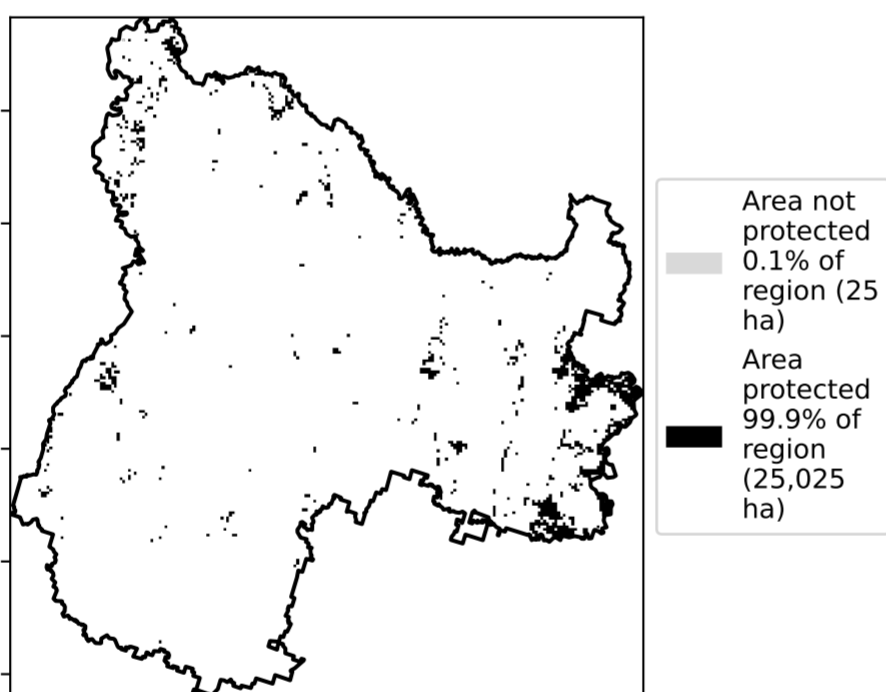 Area not
protected
0.1% of
region (25
ha)
Area
protected
99.9% of
region
(25,025
ha)